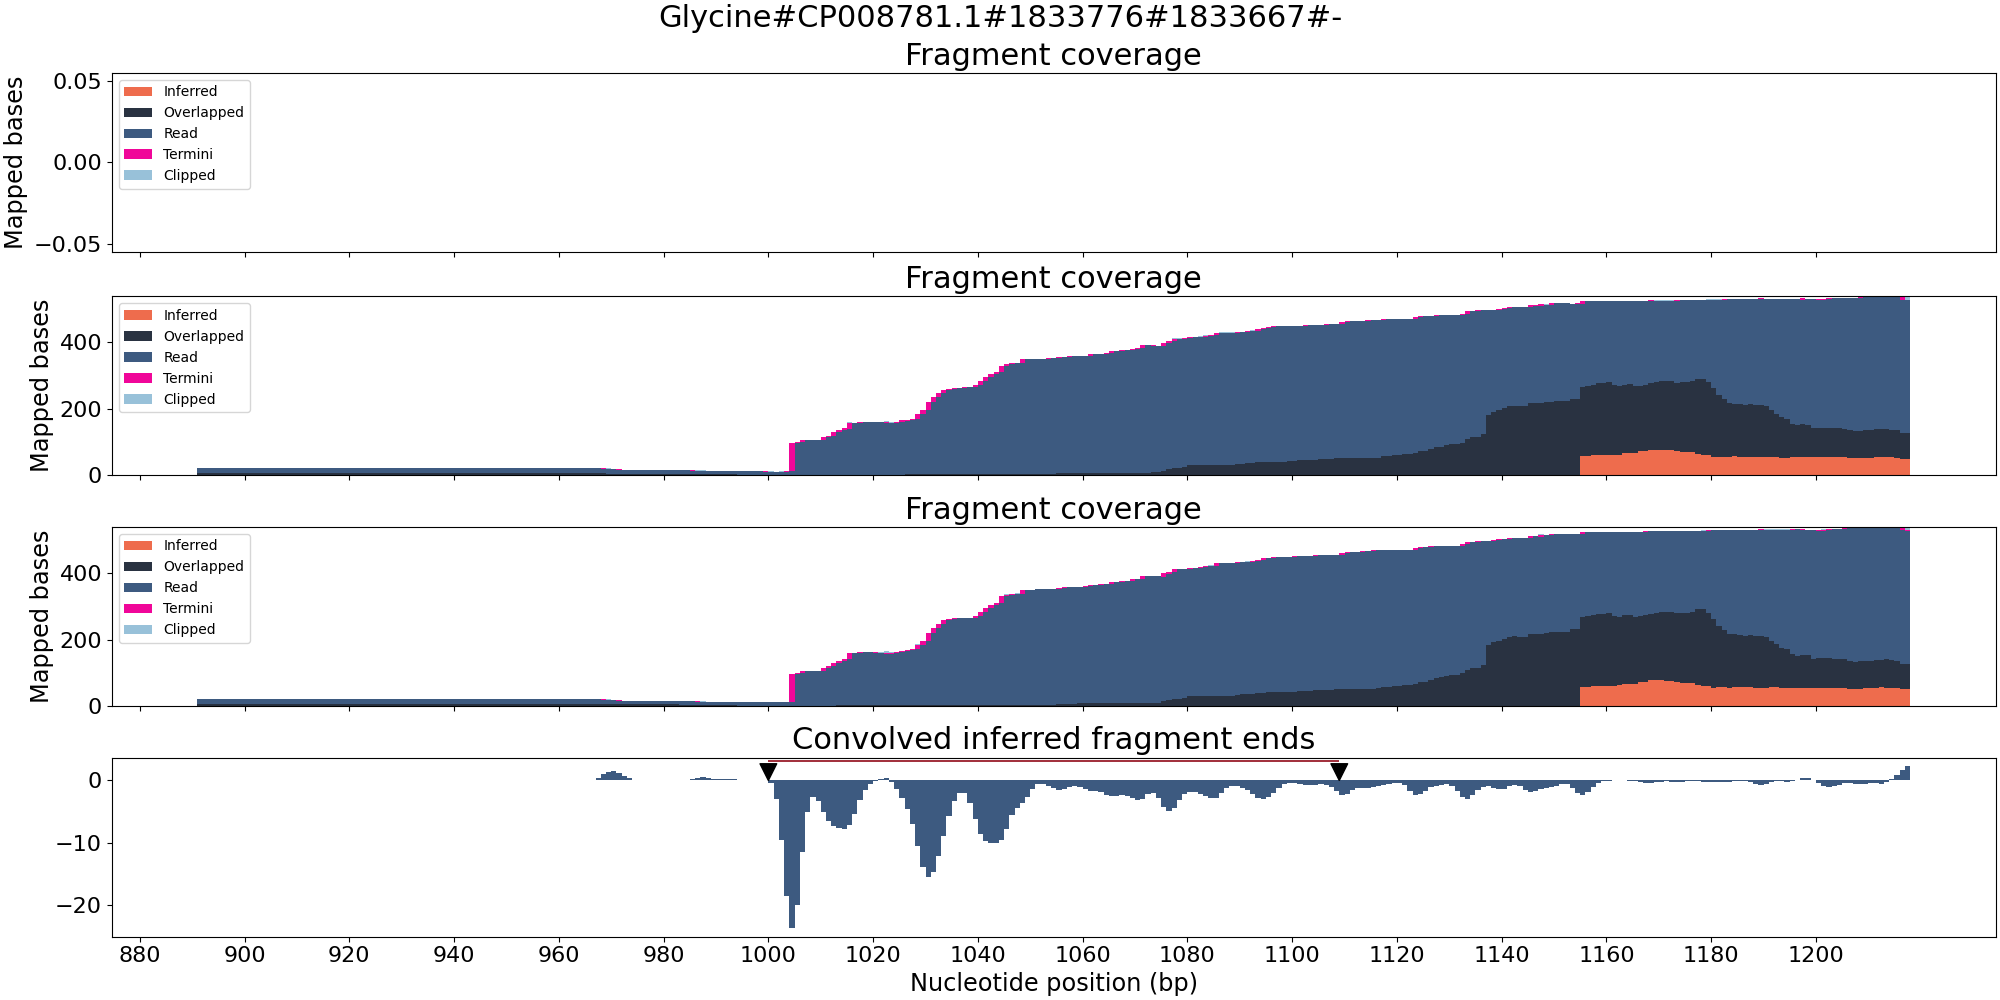 Glycine#CP008781.1#1833776#1833667#-
Fragment coverage
Mapped bases
0.05
0.00
−0.05
Inferred
Overlapped
Read
Termini
Clipped
Fragment coverage
Mapped bases
400
200
0
Inferred
Overlapped
Read
Termini
Clipped
Fragment coverage
Mapped bases
400
200
0
Inferred
Overlapped
Read
Termini
Clipped
Convolved inferred fragment ends
0
−10
−20
880 900 920 940 960 980 1000 1020 1040 1060 1080 1100 1120 1140 1160 1180 1200
Nucleotide position (bp)